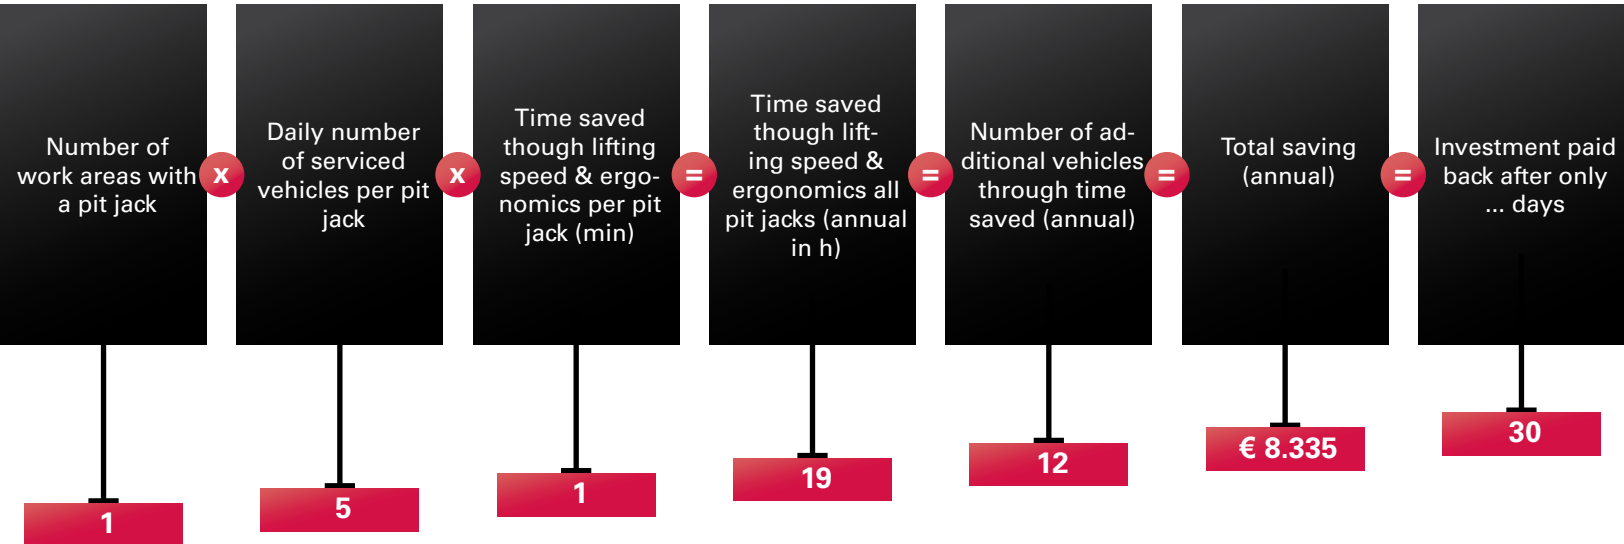 Number of
work areas with
a pit jack
x
Daily number
of serviced
vehicles per pit
jack
x
Time saved
though lifting
speed & ergo-
nomics per pit
jack (min)
=
Time saved
though lift-
ing speed &
ergonomics all
pit jacks (annual
in h)
=
Number of ad-
ditional vehicles
through time
saved (annual)
=
Total saving
(annual)
=
Investment paid
back after only
... days
1
5
1
19
12
€ 8.335
30